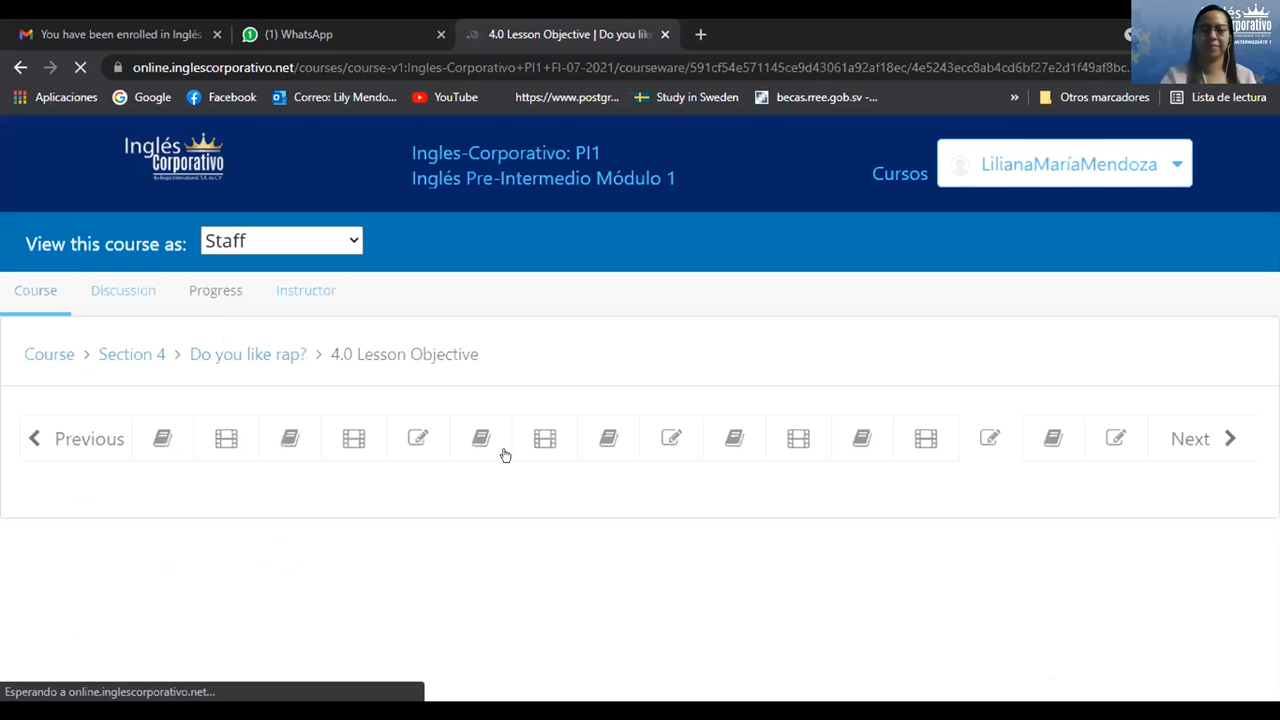 You have been enrolled in Inglés
(1) WhatsApp
4.0 Lesson Objective | Do you lik
online.inglescorporativo.net/courses/course-v1:Ingles-Corporativo+PI1+FI-07-2021/courseware/591cf54e571145ce9d43061a92af18ec/4e5243ecc8ab4cd6bf27e2d1f49af8bc...
Aplicaciones
Google
Facebook
Correo: Lily Mendo...
YouTube
https://www.postgr...
Study in Sweden
becas.rree.gob.sv -...
»
Otros marcadores
Lista de lectura
Inglés
Corporativo
INTERMEDIATE 1
Inglés
Corporativo
Ingles-Corporativo: PI1
Inglés Pre-Intermedio Módulo 1
Cursos
LilianaMaríaMendoza
View this course as:
Staff
Course
Discussion
Progress
Instructor
Course > Section 4 > Do you like rap? > 4.0 Lesson Objective
Previous
Next
Esperando a online.inglescorporativo.net...